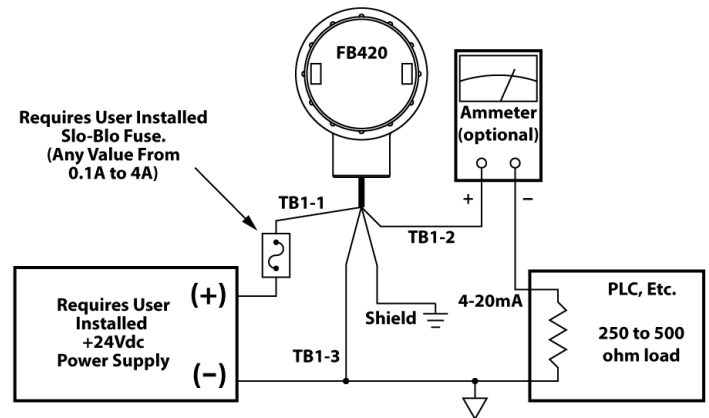 FB420
Requires User Installed
Slo-Blo Fuse.
(Any Value From
0.1A to 4A)
Ammeter
(optional)
+
−
TB1-1
TB1-2
Requires User
Installed
+24Vdc
Power Supply
(+)
(−)
Shield
TB1-3
4-20mA
PLC, Etc.
250 to 500
ohm load